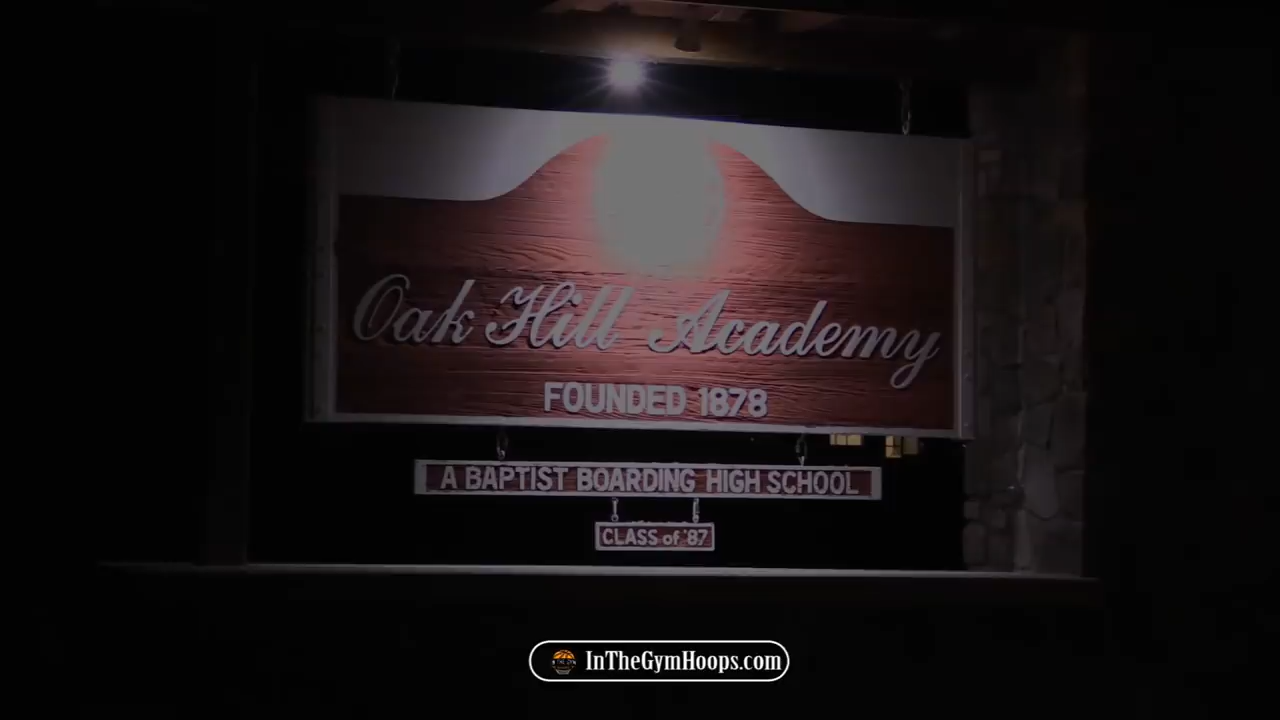 Oak Hill Academy
FOUNDED 1878
A BAPTIST BOARDING HIGH SCHOOL
CLASS of '87
InTheGymHoops.com